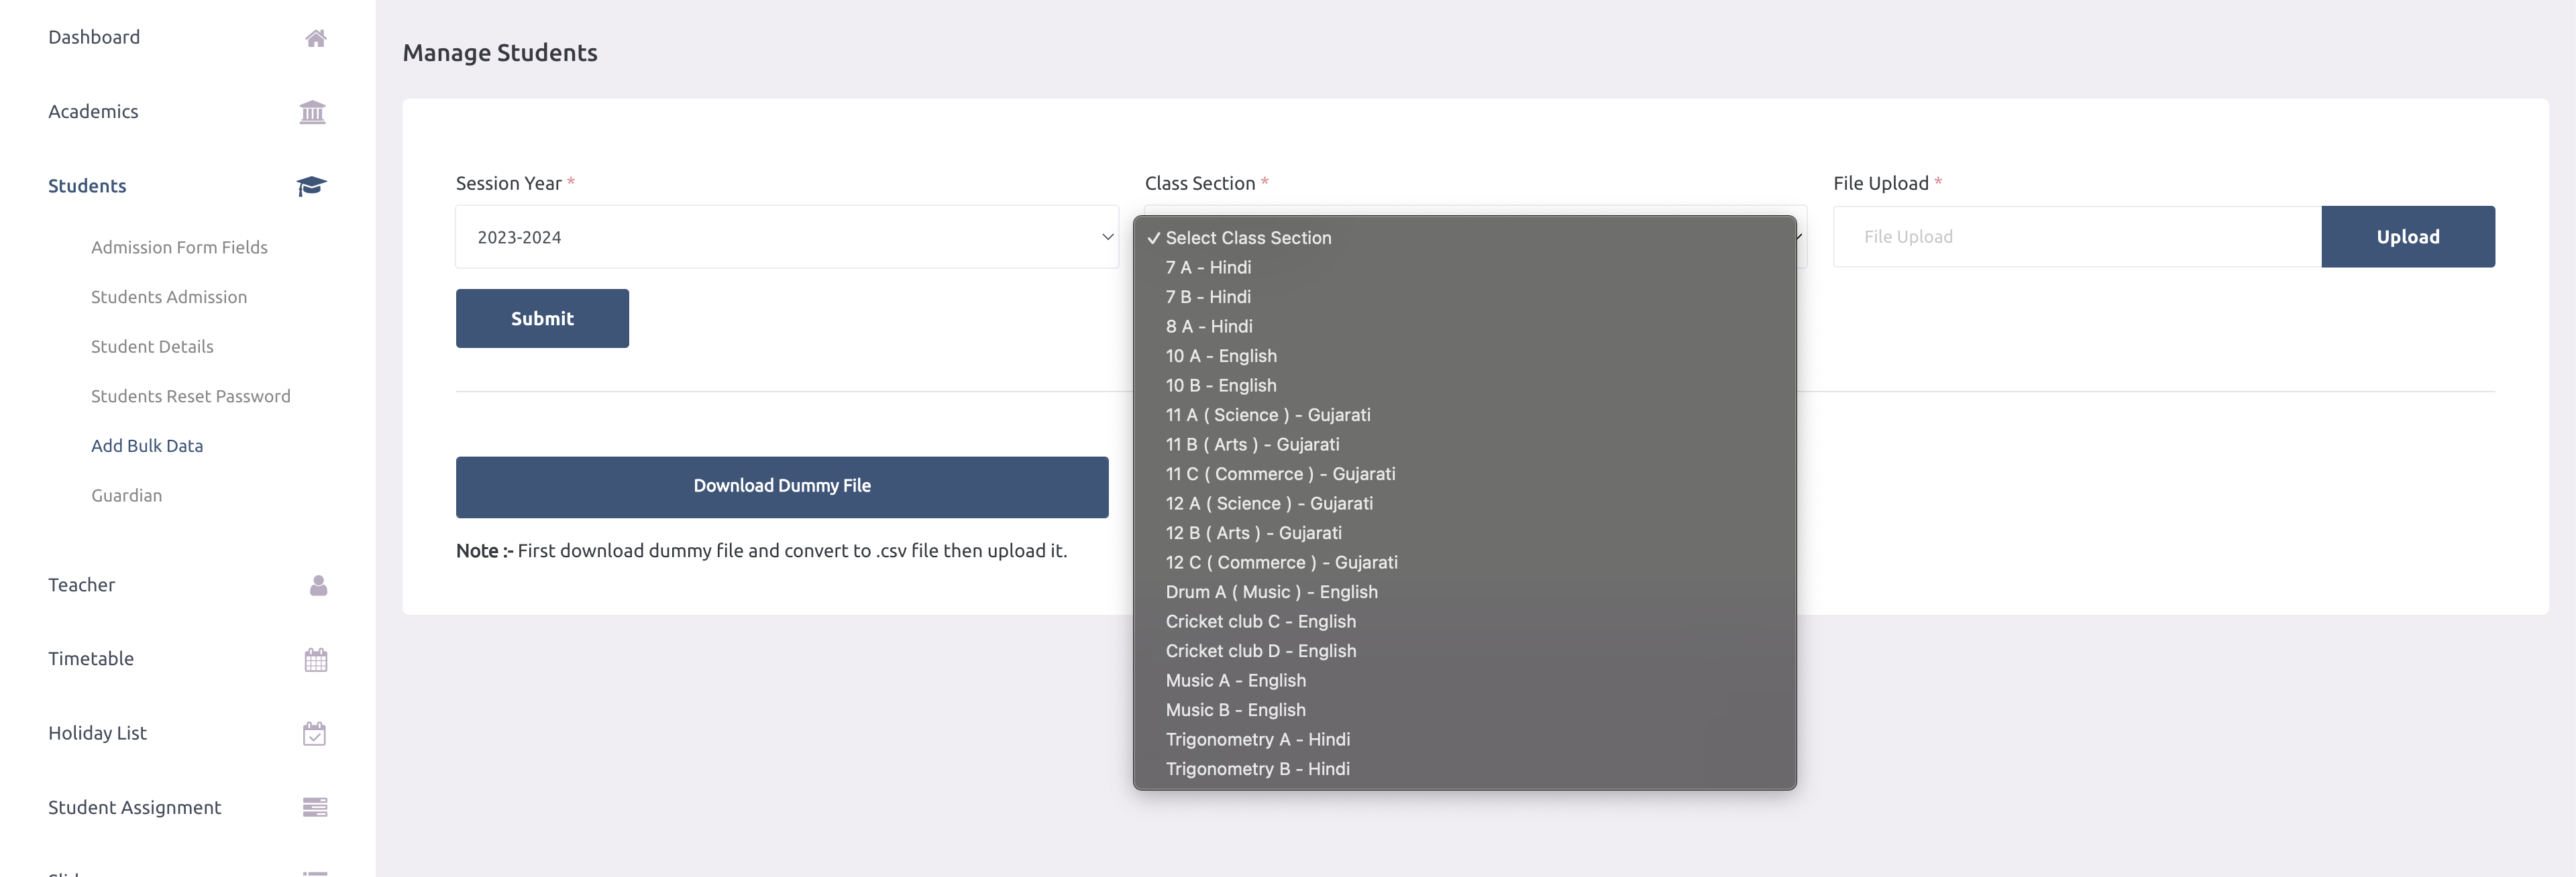 Dashboard
Academics
Students
Admission Form Fields
Students Admission
Student Details
Students Reset Password
Add Bulk Data
Guardian
Teacher
Timetable
Holiday List
Student Assignment
Manage Students
Session Year *
2023-2024
Submit
Class Section *
✓ Select Class Section
7 A - Hindi
7 B - Hindi
8 A - Hindi
10 A - English
10 B - English
11 A ( Science ) - Gujarati
11 B ( Arts ) - Gujarati
11 C ( Commerce ) - Gujarati
12 A ( Science ) - Gujarati
12 B ( Arts ) - Gujarati
12 C ( Commerce ) - Gujarati
Drum A ( Music ) - English
Cricket club C - English
Cricket club D - English
Music A - English
Music B - English
Trigonometry A - Hindi
Trigonometry B - Hindi
File Upload *
File Upload
Upload
Download Dummy File
Note :- First download dummy file and convert to .csv file then upload it.